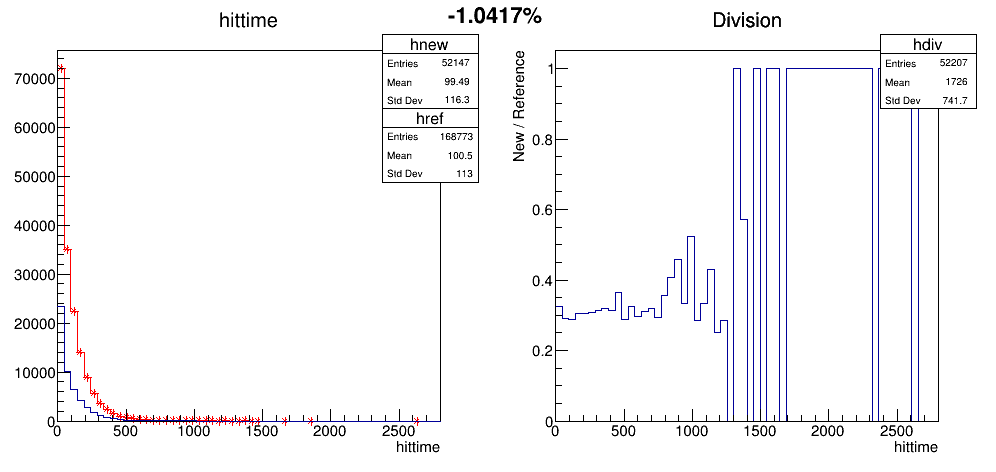 -1.0417%
hittime
hnew
Entries 52147
Mean 99.49
Std Dev 116.3
href
Entries 168773
Mean 100.5
Std Dev 113
70000
60000
50000
40000
30000
20000
10000
0
0 500 1000 1500 2000 2500
hittime
Division
hdiv
Entries 52207
Mean 1726
Std Dev 741.7
New / Reference
1
0.8
0.6
0.4
0.2
0
0 500 1000 1500 2000 2500
hittime